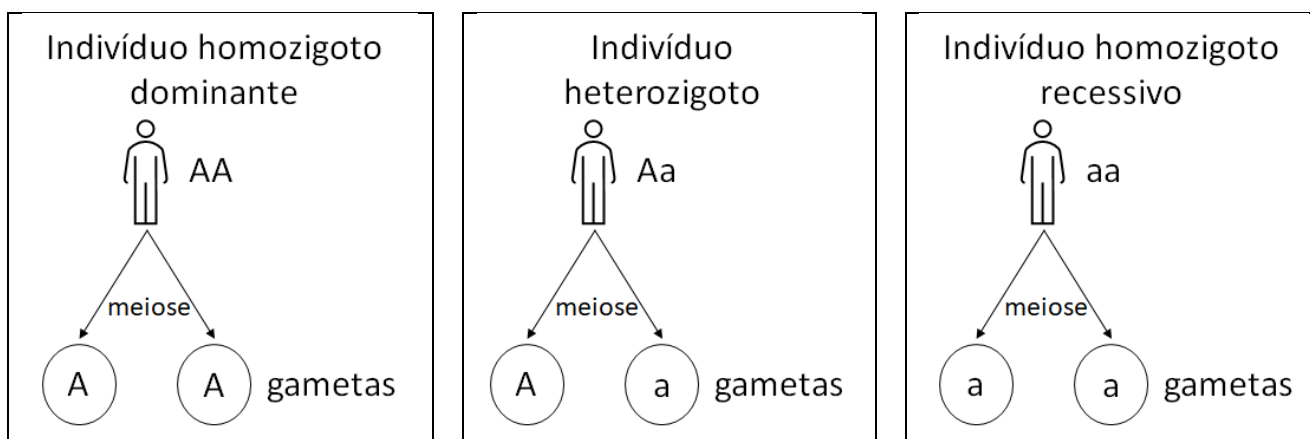 Indivíduo homozigoto
dominante
AA
meiose
A
A
gametas
Indivíduo
heterozigoto
Aa
meiose
A
a
gametas
Indivíduo homozigoto
recessivo
aa
meiose
a
a
gametas